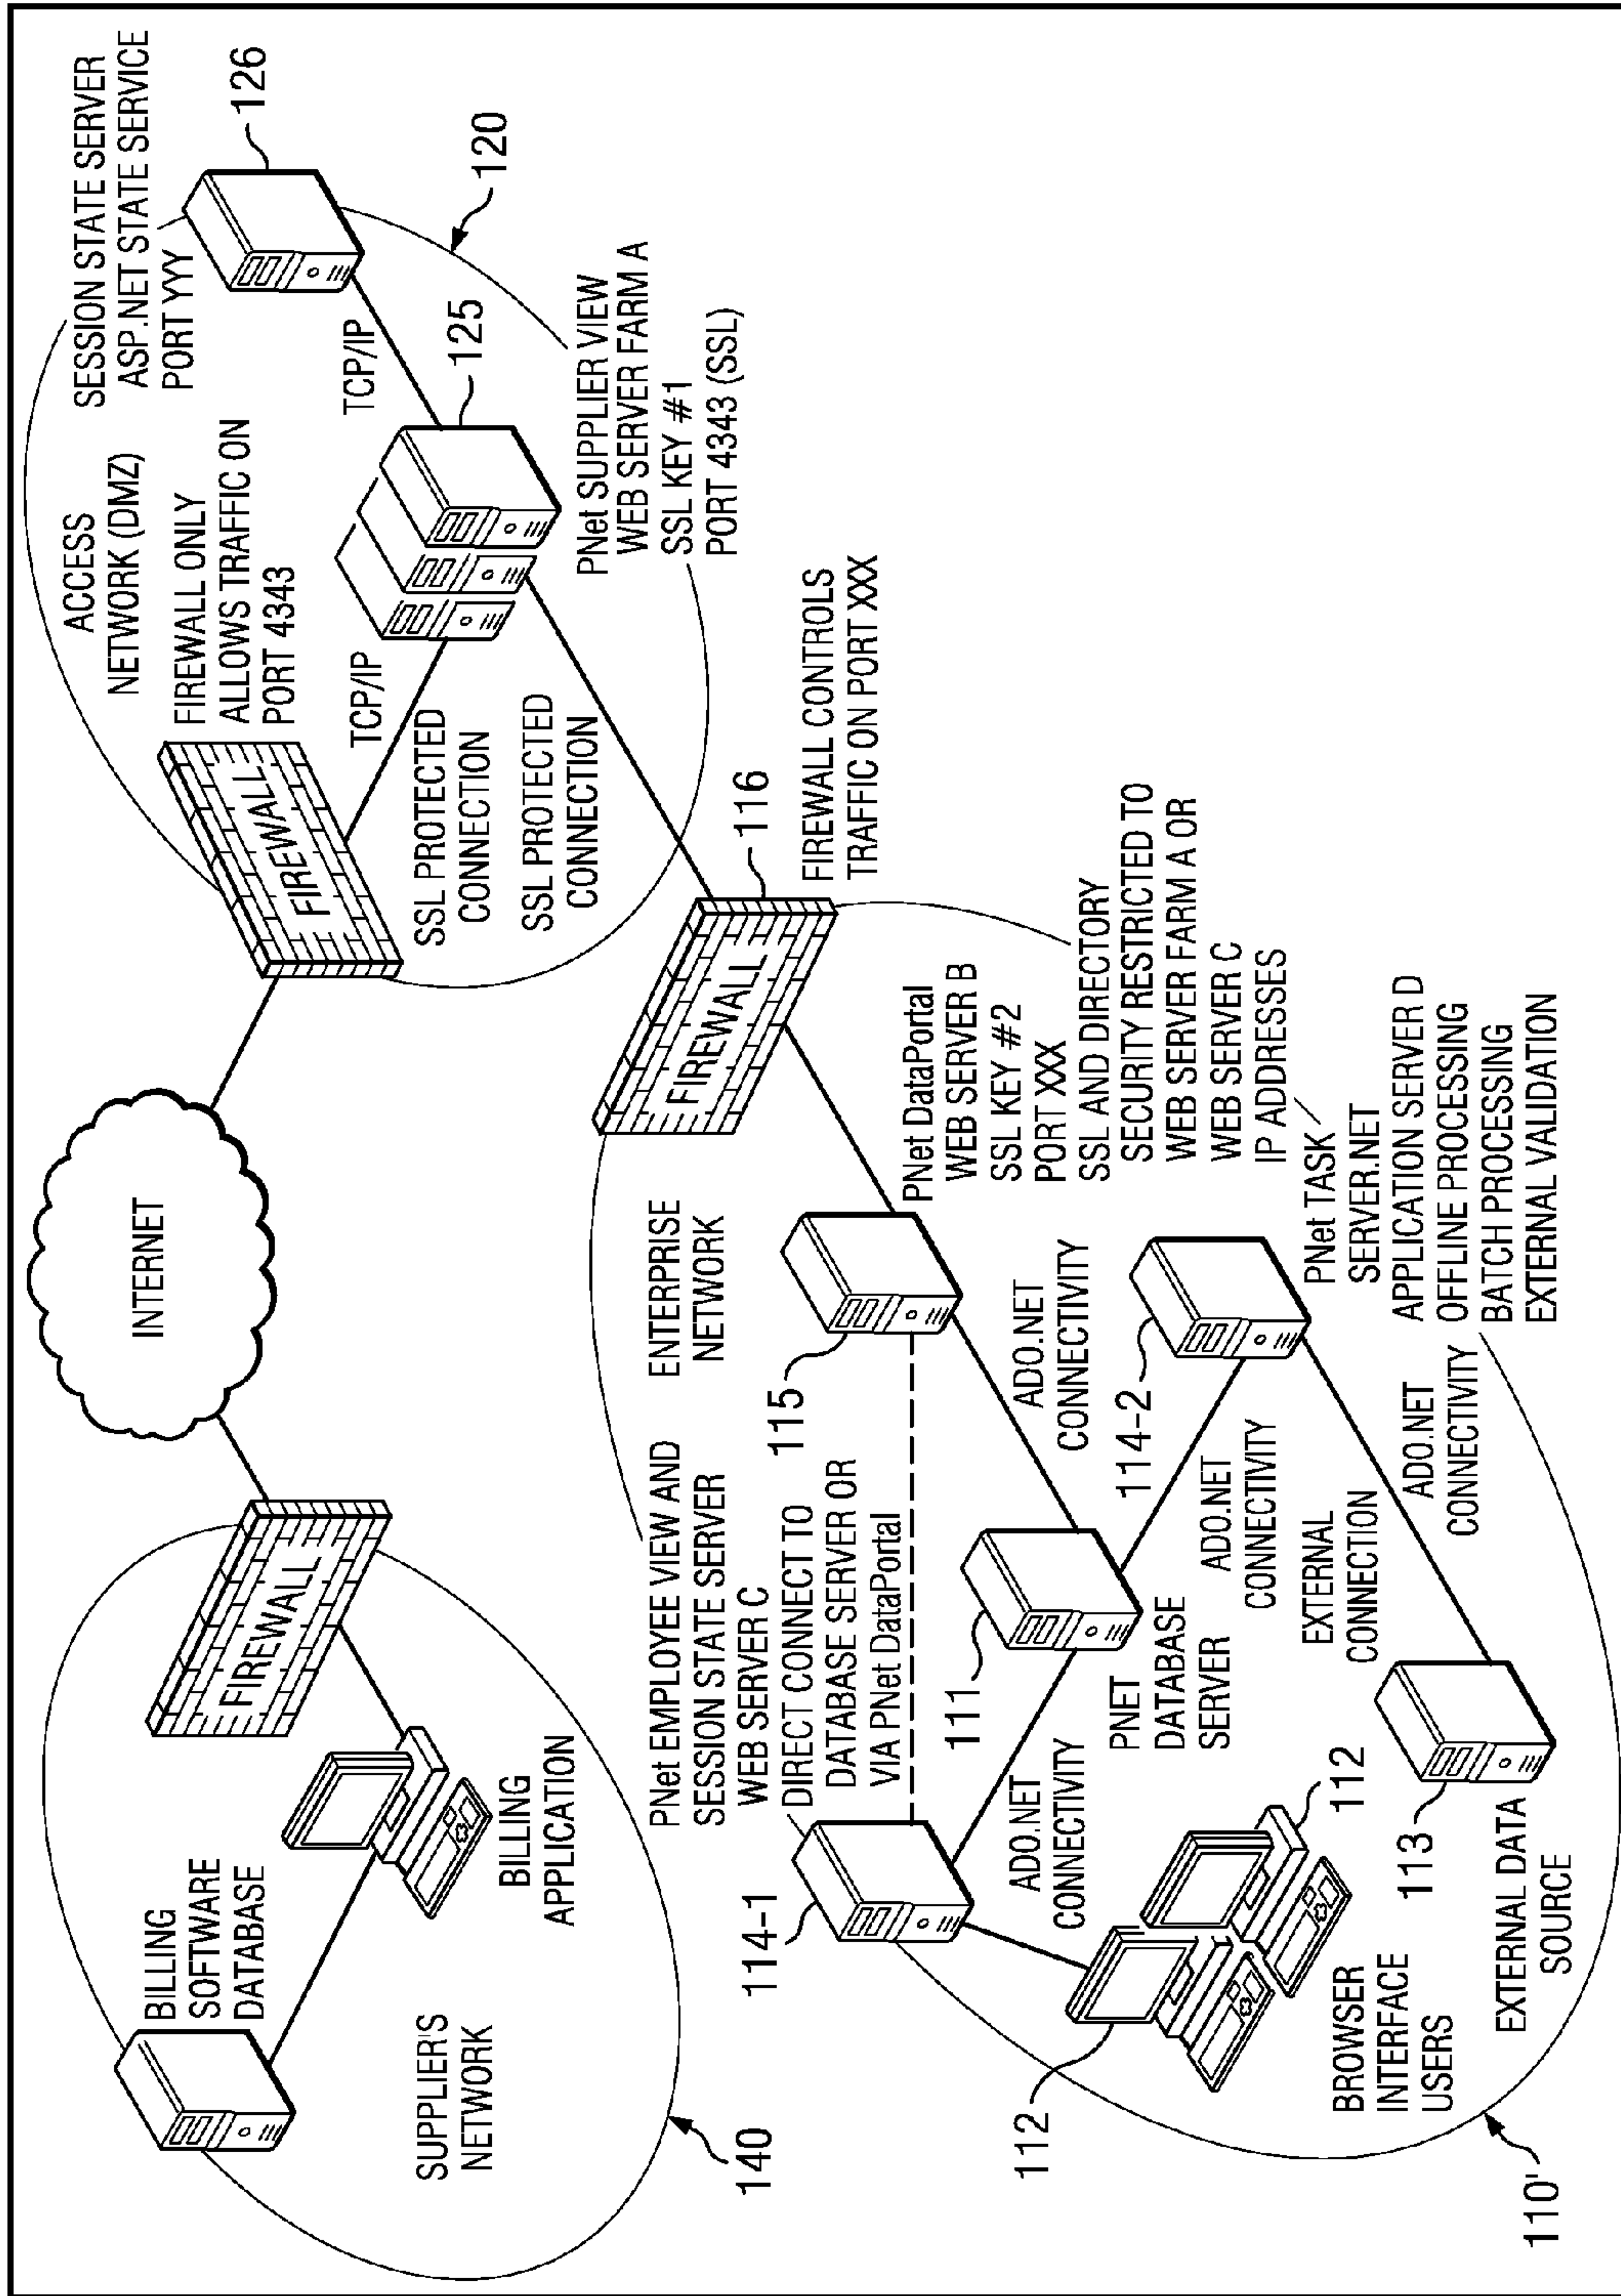 BILLING
SOFTWARE
DATABASE
SUPPLIER'S
NETWORK
BILLING
APPLICATION
FIREWALL
140
INTERNET
FIREWALL
ACCESS
NETWORK (DMZ)
FIREWALL ONLY
ALLOWS TRAFFIC ON
PORT 4343
TCP/IP
SSL PROTECTED
CONNECTION
SSL PROTECTED
CONNECTION
SESSION STATE SERVER
ASP.NET STATE SERVICE
PORT YYY
126
TCP/IP
125
120
PNet SUPPLIER VIEW
WEB SERVER FARM A
SSL KEY #1
PORT 4343 (SSL)
FIREWALL
116
FIREWALL CONTROLS
TRAFFIC ON PORT XXX
ENTERPRISE
NETWORK
PNet EMPLOYEE VIEW AND
SESSION STATE SERVER
WEB SERVER C
DIRECT CONNECT TO
DATABASE SERVER OR
VIA PNet DataPortal
114-1
115
PNet DataPortal
WEB SERVER B
SSL KEY #2
PORT XXX
SSL AND DIRECTORY
SECURITY RESTRICTED TO
WEB SERVER FARM A OR
WEB SERVER C
IP ADDRESSES
ADO.NET
CONNECTIVITY
111
ADO.NET
CONNECTIVITY
PNET
DATABASE
SERVER
114-2
ADO.NET
CONNECTIVITY
PNet TASK
SERVER.NET
APPLICATION SERVER D
OFFLINE PROCESSING
BATCH PROCESSING
EXTERNAL VALIDATION
EXTERNAL
CONNECTION
ADO.NET
CONNECTIVITY
112
112
BROWSER
INTERFACE
USERS
113
EXTERNAL DATA
SOURCE
110'